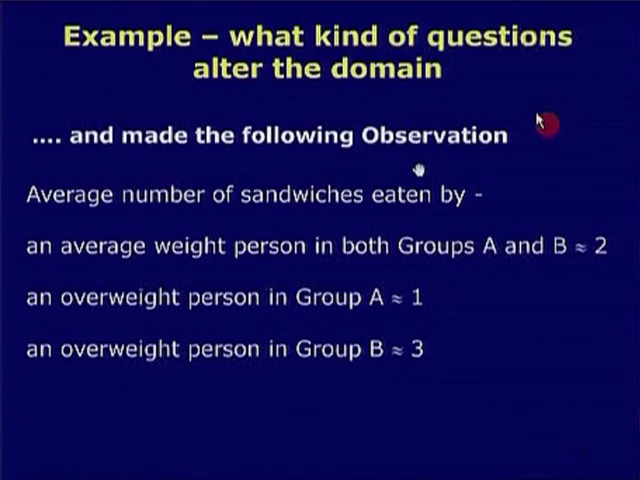 Example – what kind of questions
alter the domain
.... and made the following Observation
Average number of sandwiches eaten by -
an average weight person in both Groups A and B ≈ 2
an overweight person in Group A ≈ 1
an overweight person in Group B ≈ 3